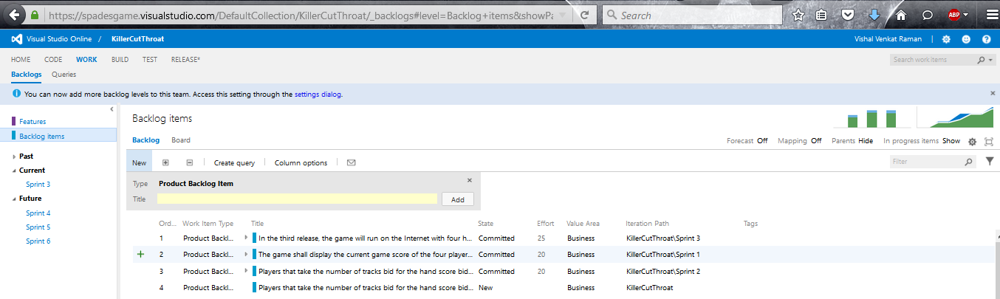 https://spadesgame.visualstudio.com/DefaultCollection/KillerCutThroat/_backlogs#level=Backlog+items&showPa
Search
ABP
Visual Studio Online / KillerCutThroat
Vishal Venkat Raman
HOME CODE WORK BUILD TEST RELEASE*
Search work items
Backlogs Queries
You can now add more backlog levels to this team. Access this setting through the settings dialog.
Features
Backlog items
Past
Current
Sprint 3
Future
Sprint 4
Sprint 5
Sprint 6
Backlog items
Backlog Board
Forecast Off Mapping Off Parents Hide In progress items Show
New Create query Column options
Filter
Type Product Backlog Item
Title Add
Ord... Work Item Type Title State Effort Value Area Iteration Path Tags
1 Product Backl... In the third release, the game will run on the Internet with four h... Committed 25 Business KillerCutThroat\Sprint 3
2 Product Backl... The game shall display the current game score of the four player... Committed 20 Business KillerCutThroat\Sprint 1
3 Product Backl... Players that take the number of tracks bid for the hand score bid... Committed 20 Business KillerCutThroat\Sprint 2
4 Product Backl... Players that take the number of tracks bid for the hand score bid... New Business KillerCutThroat